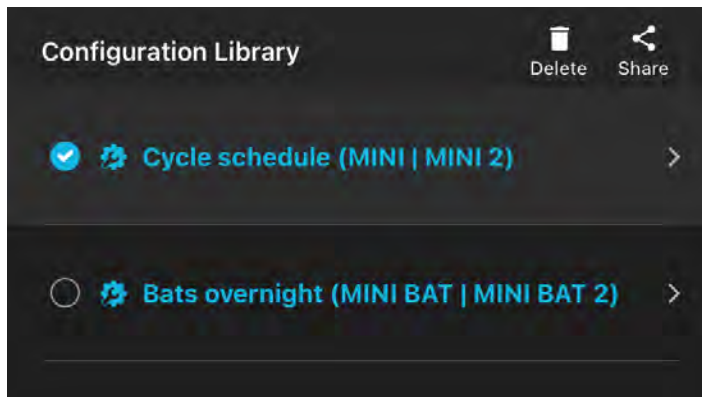 Configuration Library
Delete Share
Cycle schedule (MINI | MINI 2)
Bats overnight (MINI BAT | MINI BAT 2)